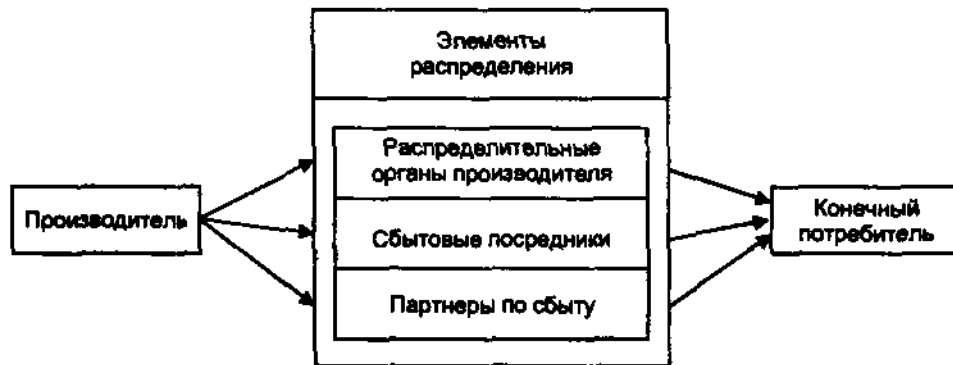 Элементы
распределения
Распределительные
органы производителя
Производитель
Сбытовые посредники
Конечный
потребитель
Партнеры по сбыту